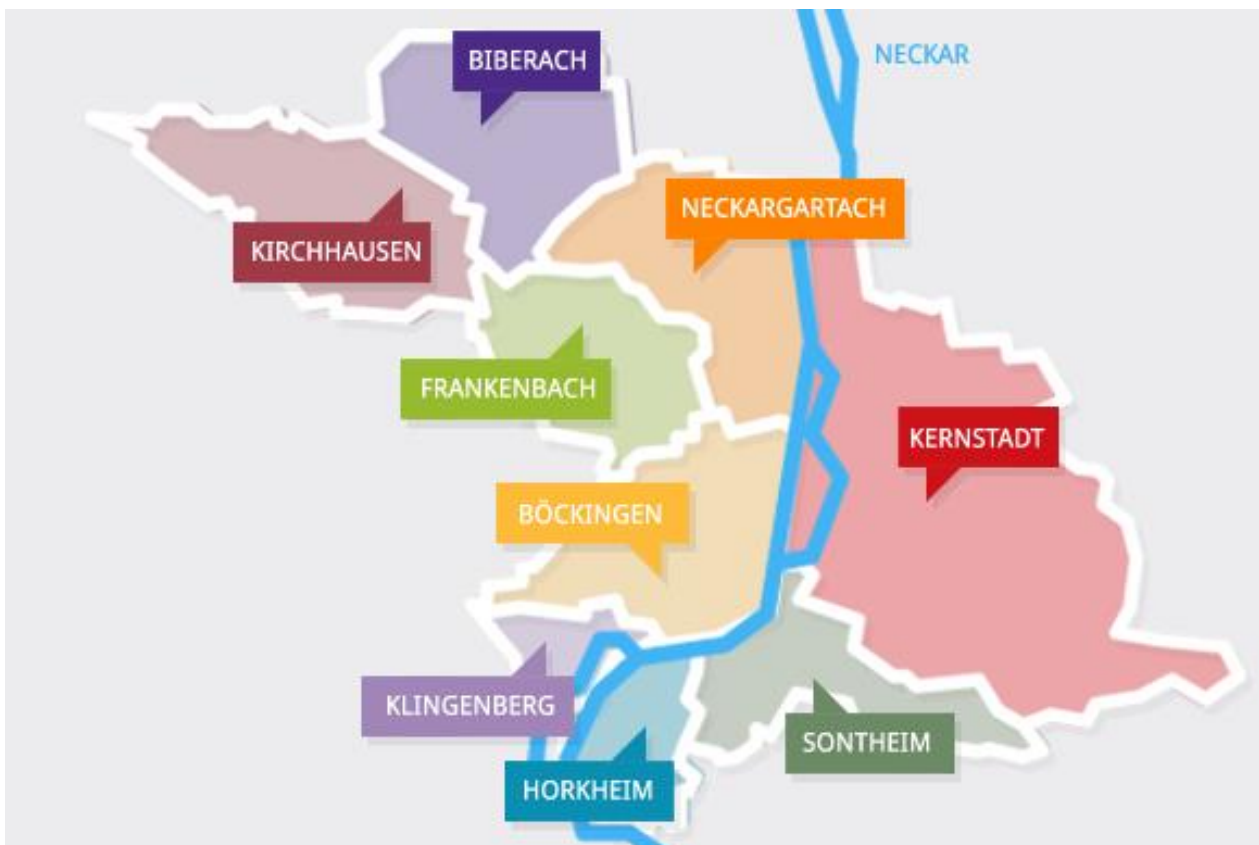 BIBERACH
NECKAR
NECKARGARTACH
KIRCHHAUSEN
FRANKENBACH
KERNSTADT
BÖCKINGEN
KLINGENBERG
SONTHEIM
HORKHEIM